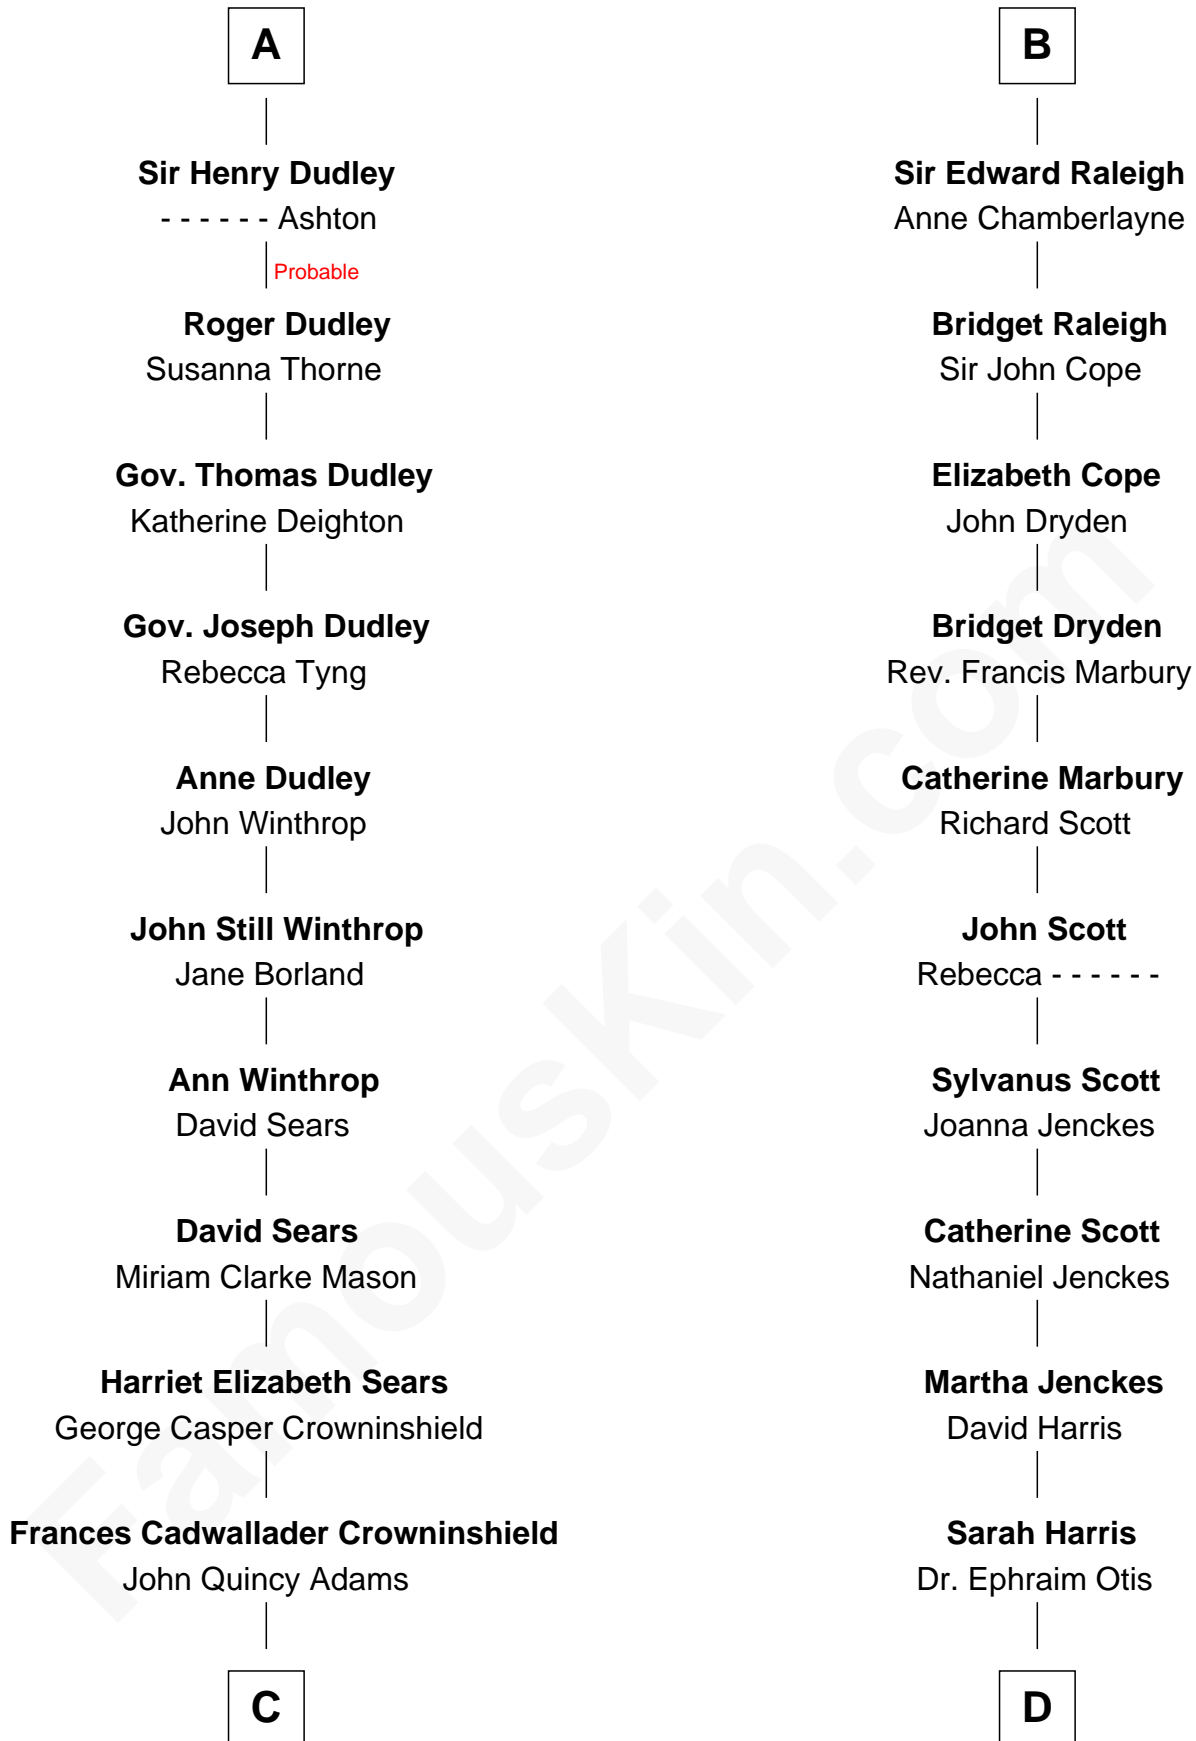 A
Sir Henry Dudley
- - - - - - Ashton
Probable
Roger Dudley
Susanna Thorne
Gov. Thomas Dudley
Katherine Deighton
Gov. Joseph Dudley
Rebecca Tyng
Anne Dudley
John Winthrop
John Still Winthrop
Jane Borland
Ann Winthrop
David Sears
David Sears
Miriam Clarke Mason
Harriet Elizabeth Sears
George Casper Crowninshield
Frances Cadwallader Crowninshield
John Quincy Adams
C
B
Sir Edward Raleigh
Anne Chamberlayne
Bridget Raleigh
Sir John Cope
Elizabeth Cope
John Dryden
Bridget Dryden
Rev. Francis Marbury
Catherine Marbury
Richard Scott
John Scott
Rebecca - - - - - -
Sylvanus Scott
Joanna Jenckes
Catherine Scott
Nathaniel Jenckes
Martha Jenckes
David Harris
Sarah Harris
Dr. Ephraim Otis
D
FamousKin.com